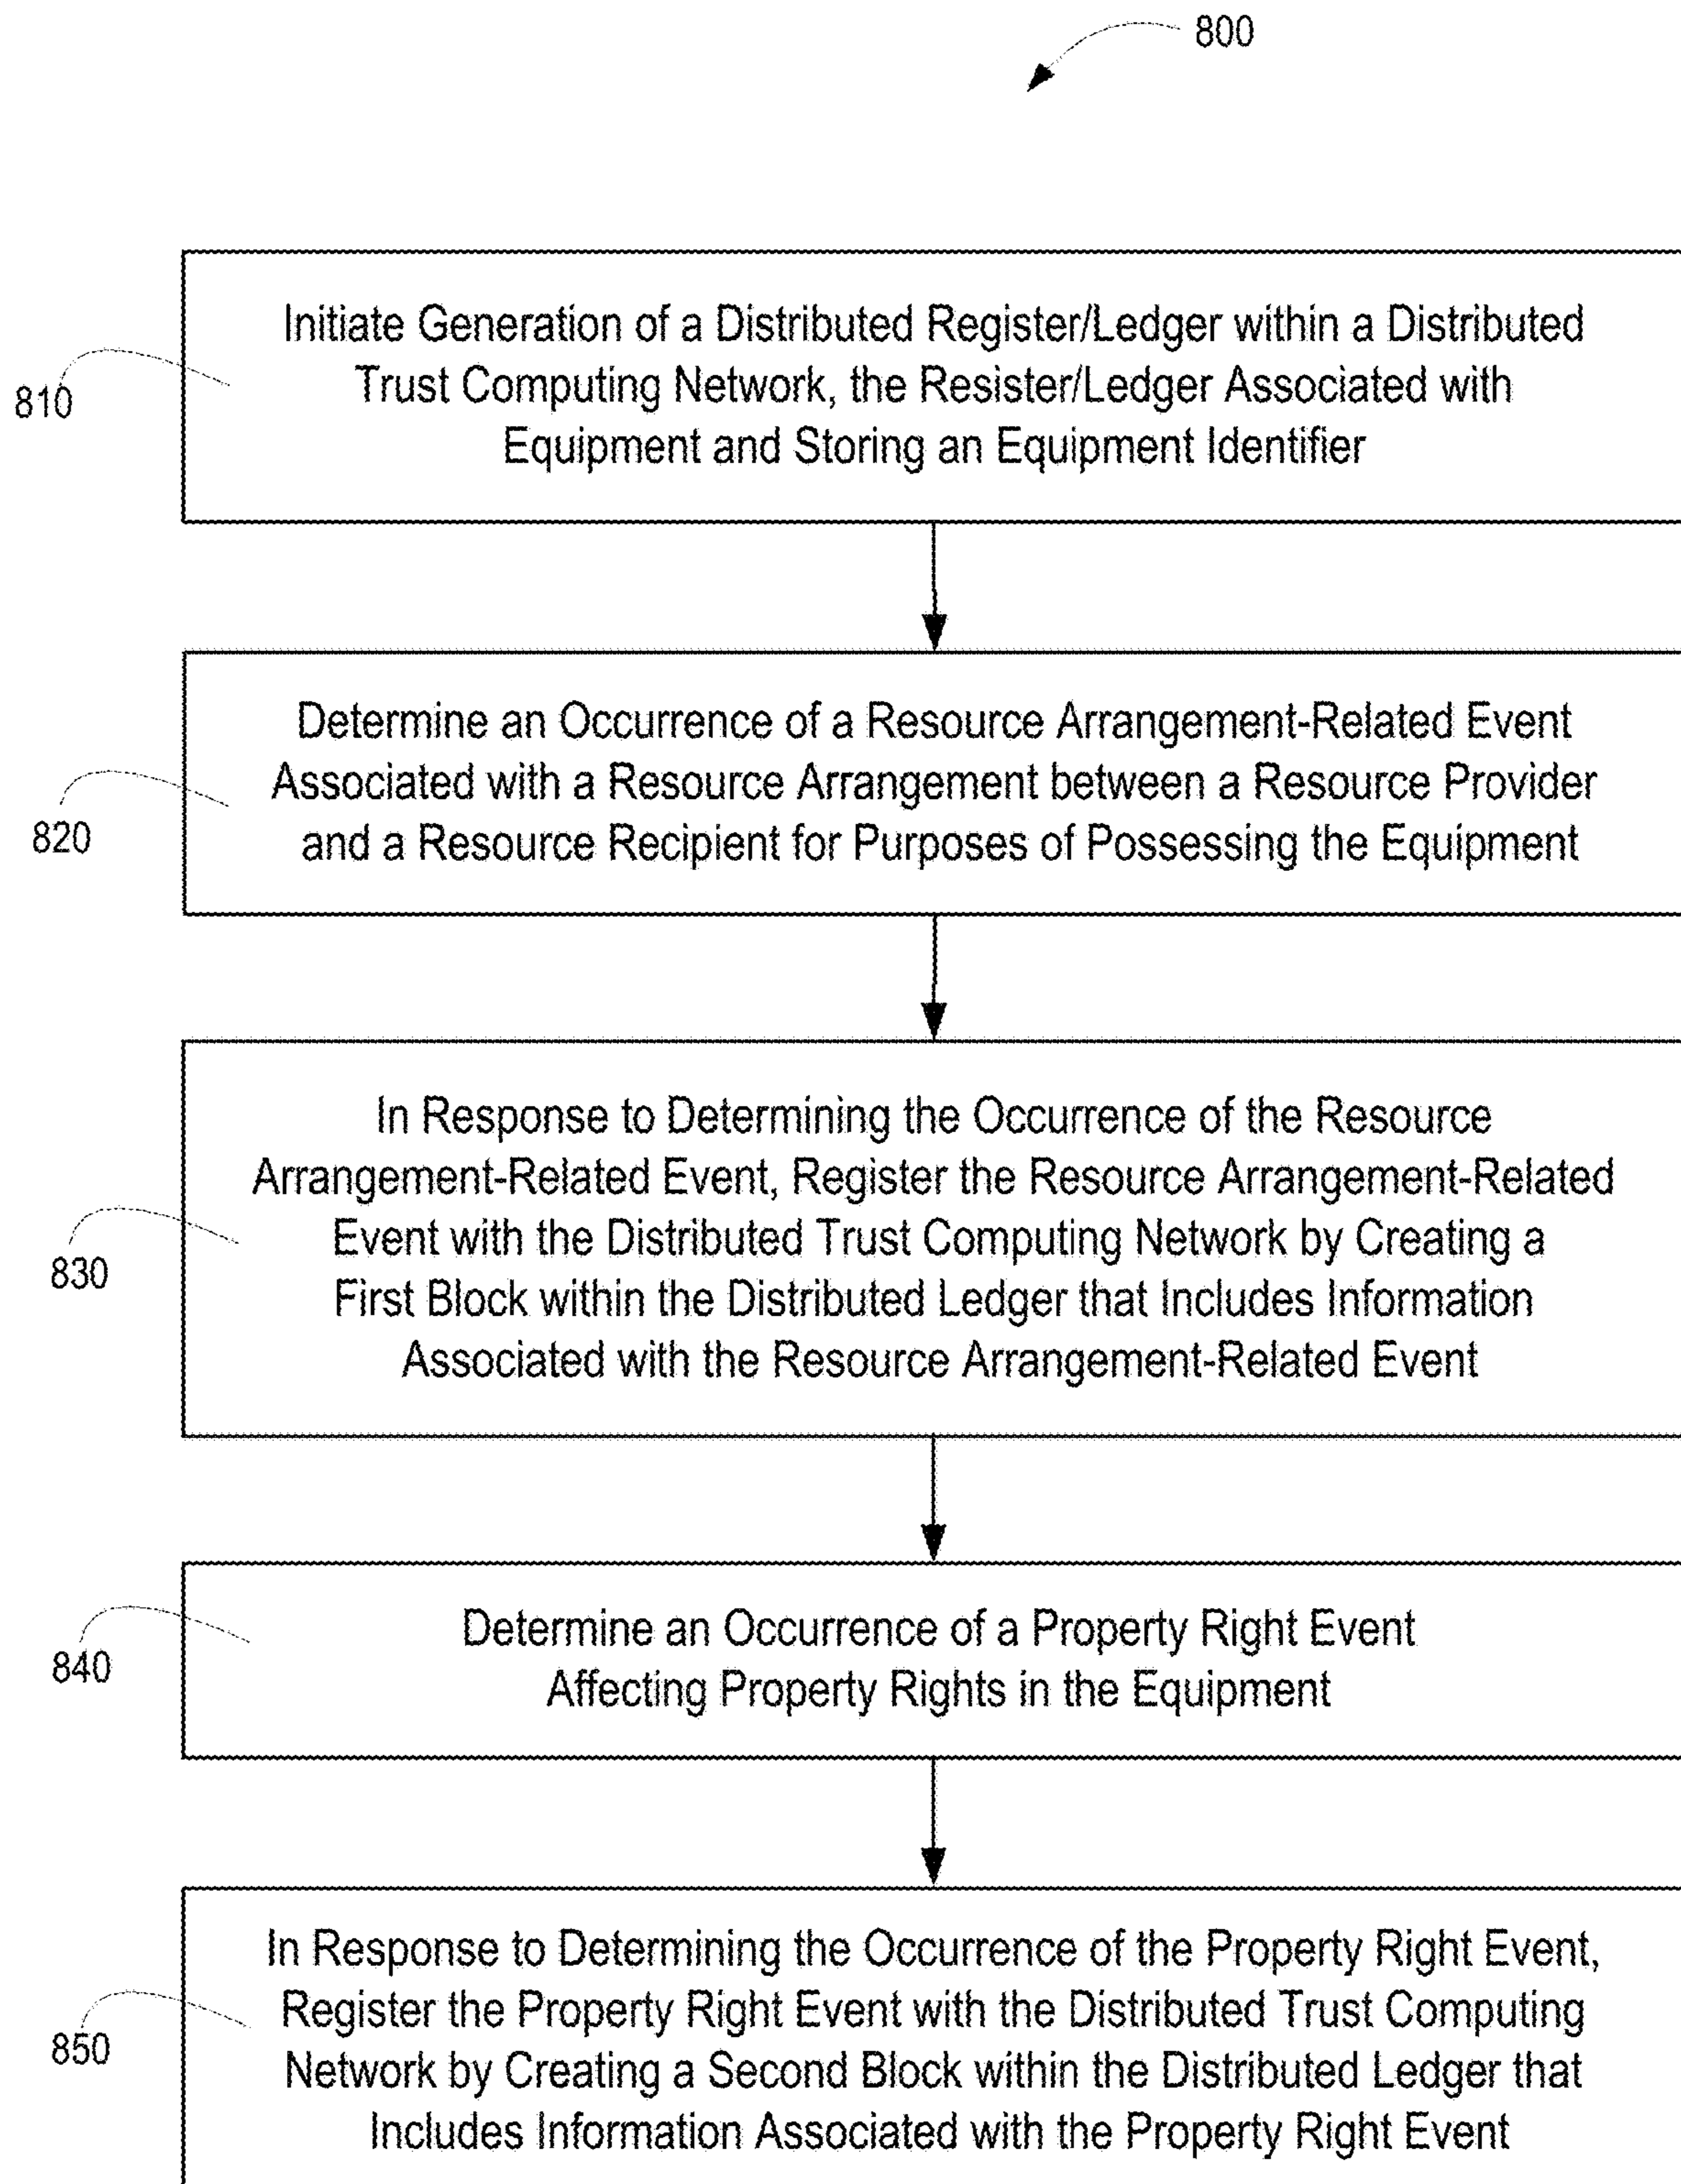 800
Initiate Generation of a Distributed Register/Ledger within a Distributed
Trust Computing Network, the Resister/Ledger Associated with
Equipment and Storing an Equipment Identifier
810
Determine an Occurrence of a Resource Arrangement-Related Event
Associated with a Resource Arrangement between a Resource Provider
and a Resource Recipient for Purposes of Possessing the Equipment
820
In Response to Determining the Occurrence of the Resource
Arrangement-Related Event, Register the Resource Arrangement-Related
Event with the Distributed Trust Computing Network by Creating a
First Block within the Distributed Ledger that Includes Information
Associated with the Resource Arrangement-Related Event
830
Determine an Occurrence of a Property Right Event
Affecting Property Rights in the Equipment
840
In Response to Determining the Occurrence of the Property Right Event,
Register the Property Right Event with the Distributed Trust Computing
Network by Creating a Second Block within the Distributed Ledger that
Includes Information Associated with the Property Right Event
850